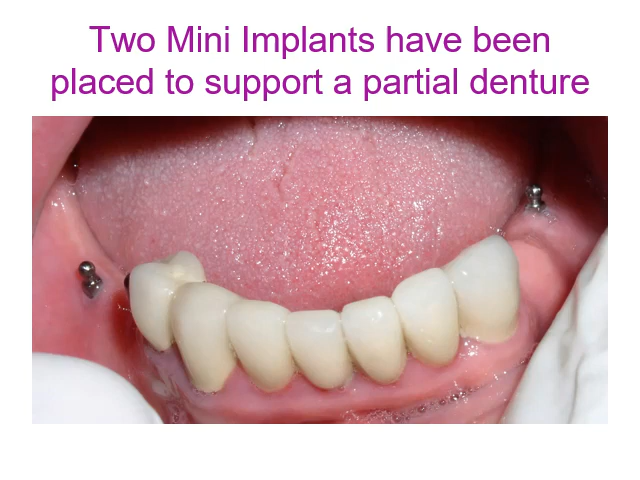 Two Mini Implants have been
placed to support a partial denture